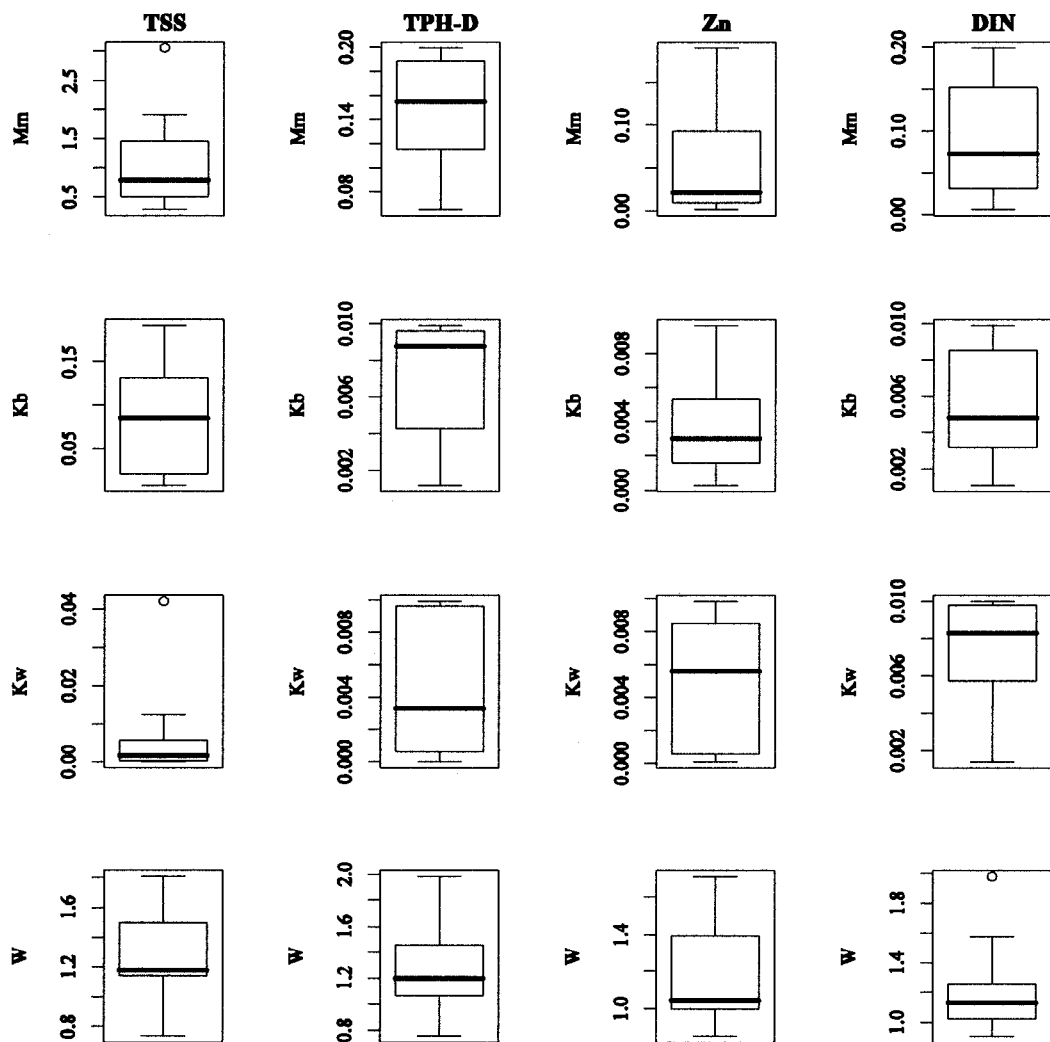 TSS TPH-D Zn DIN
Mm
0.5 1.5 2.5
Mm
0.08 0.14 0.20
Mm
0.00 0.10
Mm
0.00 0.10 0.20
Kb
0.05 0.15
Kb
0.002 0.006 0.010
Kb
0.000 0.004 0.008
Kb
0.002 0.006 0.010
Kw
0.00 0.02 0.04
Kw
0.000 0.004 0.008
Kw
0.000 0.004 0.008
Kw
0.002 0.006 0.010
W
0.8 1.2 1.6
W
0.8 1.2 1.6 2.0
W
1.0 1.4
W
1.0 1.4 1.8